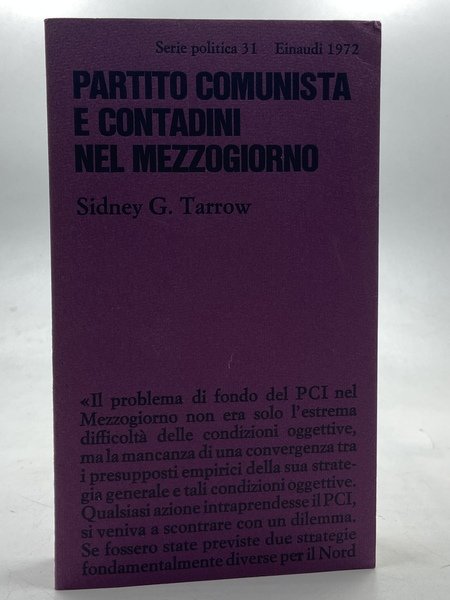 Serie politica 31 Einaudi 1972
PARTITO COMUNISTA
E CONTADINI
NEL MEZZOGIORNO
Sidney G. Tarrow
«Il problema di fondo del PCI nel
Mezzogiorno non era solo l'estrema
difficoltà delle condizioni oggettive,
ma la mancanza di una convergenza tra
i presupposti empirici della sua strate-
gia generale e tali condizioni oggettive.
Qualsiasi azione intraprendesse il PCI,
si veniva a scontrare con un dilemma.
Se fossero state previste due strategie
fondamentalmente diverse per il Nord